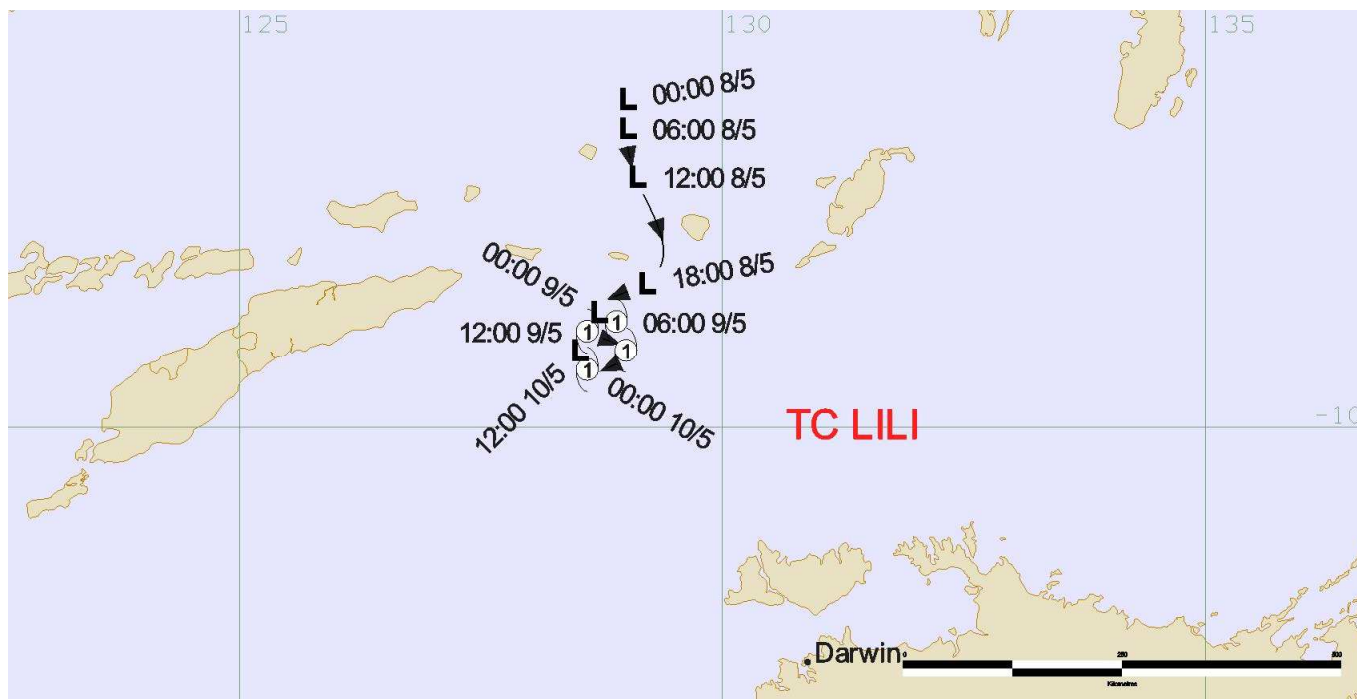 125
130
135
L 00:00 8/5
L 06:00 8/5
L 12:00 8/5
L 18:00 8/5
00:00 9/5
L
1
06:00 9/5
12:00 9/5
1
L
1
1
12:00 10/5
00:00 10/5
TC LILI
-10
Darwin
0 250 500
Kilometres